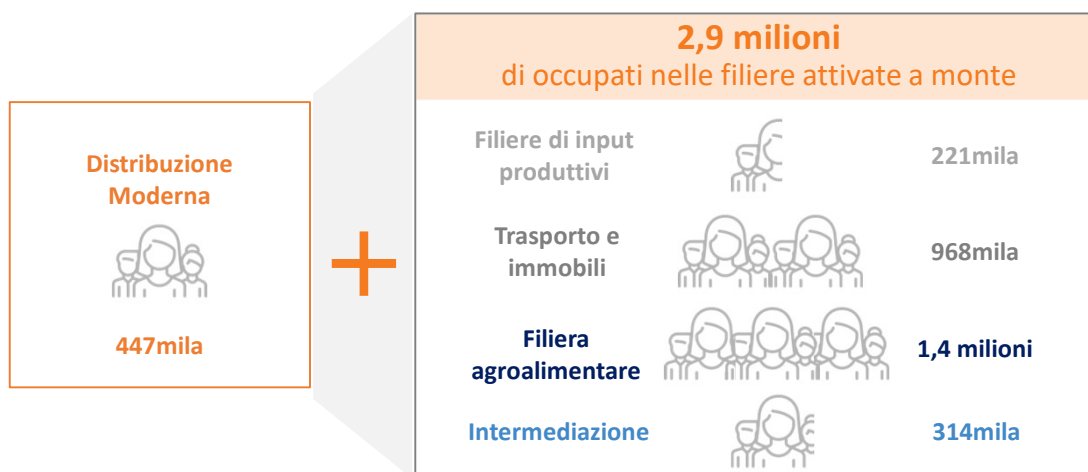 2,9 milioni
di occupati nelle filiere attivate a monte
Distribuzione
Moderna
447mila
+
Filiere di input
produttivi
221mila
Trasporto e
immobili
968mila
Filiera
agroalimentare
1,4 milioni
Intermediazione
314mila